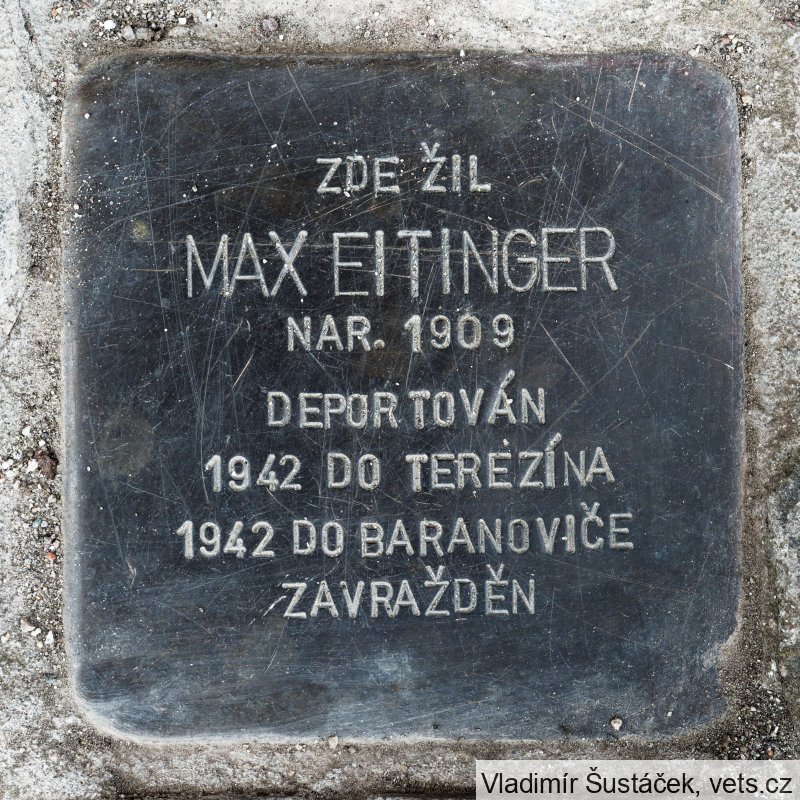 ZDE ŽIL
MAX EITINGER
NAR. 1909
DEPORTOVÁN
1942 DO TEREZÍNA
1942 DO BARANOVIČE
ZAVRAŽDĚN
Vladimír Šustáček, vets.cz